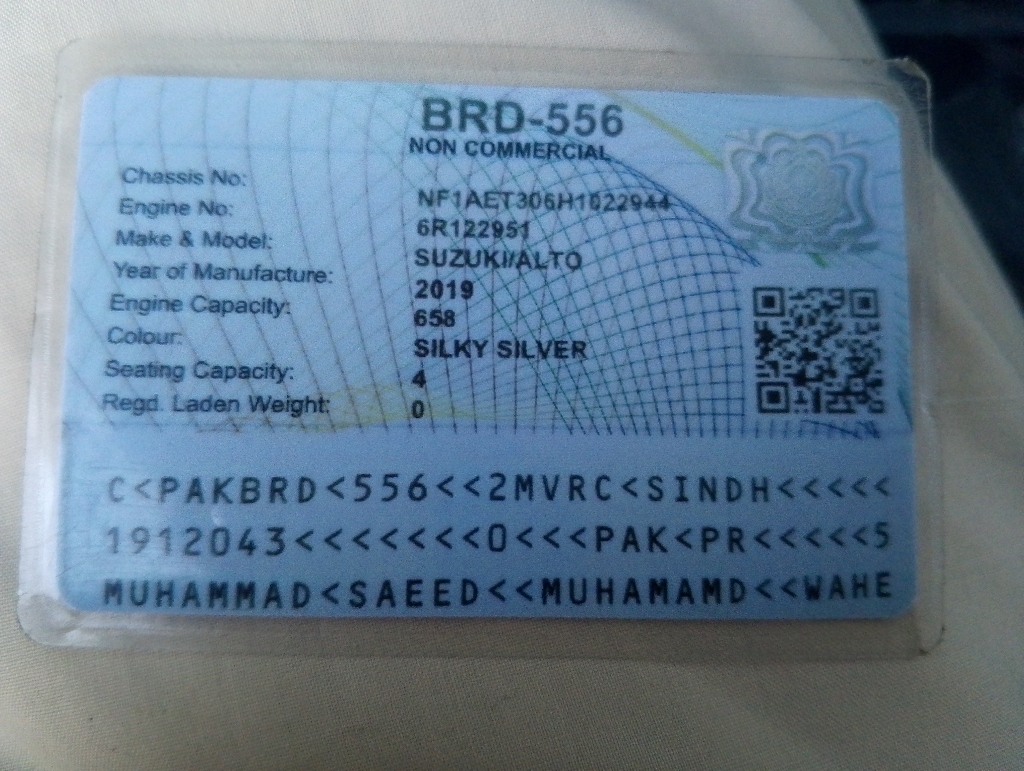 BRD-556
NON COMMERCIAL
Chassis No: NF1AET306H1022944
Engine No: 6R122951
Make & Model: SUZUKI/ALTO
Year of Manufacture: 2019
Engine Capacity: 658
Colour: SILKY SILVER
Seating Capacity: 4
Regd. Laden Weight: 0
C<PAKBRD<556<<2MVRC<SINDH<<<<<
1912043<<<<<<<<0<<<PAK<PR<<<<<5
MUHAMMAD<SAEED<<MUHAMAMD<<WAHE